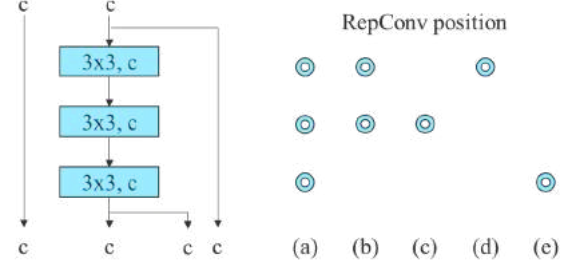 c c
RepConv position
3x3, c
3x3, c
3x3, c
c c c c
(a) (b) (c) (d) (e)